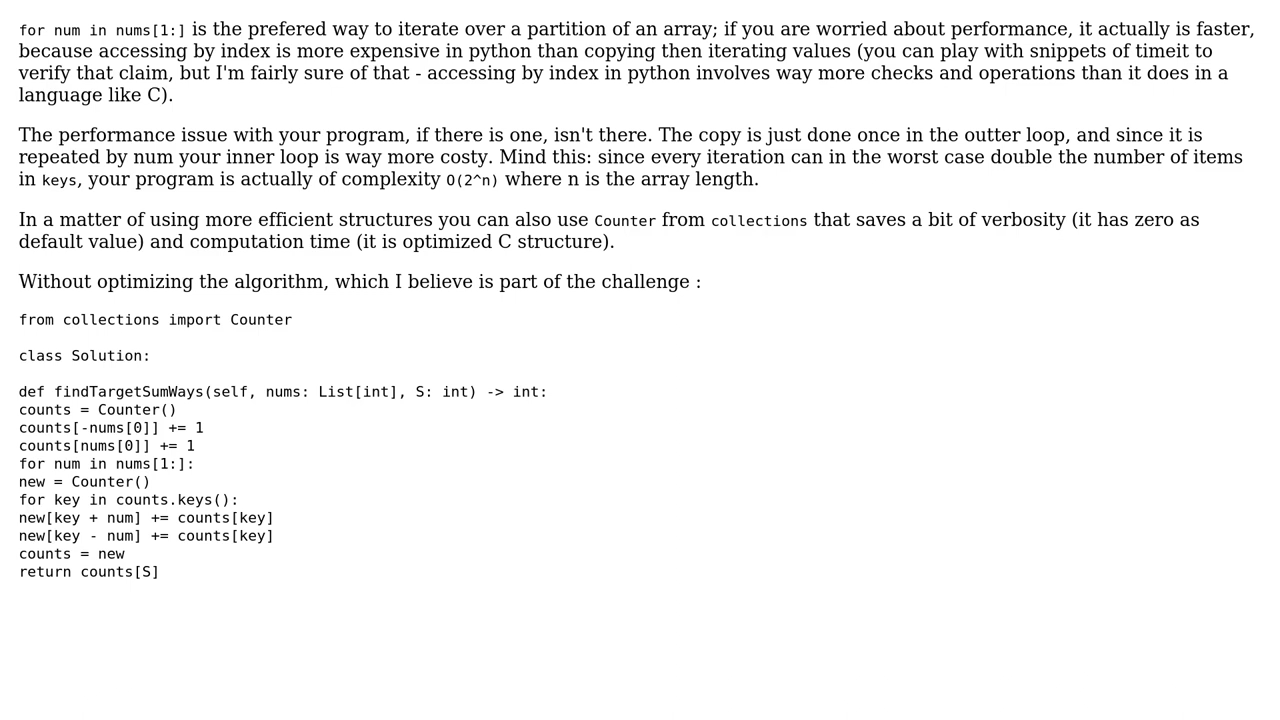 for num in nums[1:] is the prefered way to iterate over a partition of an array; if you are worried about performance, it actually is faster,
because accessing by index is more expensive in python than copying then iterating values (you can play with snippets of timeit to
verify that claim, but I'm fairly sure of that - accessing by index in python involves way more checks and operations than it does in a
language like C).
The performance issue with your program, if there is one, isn't there. The copy is just done once in the outter loop, and since it is
repeated by num your inner loop is way more costy. Mind this: since every iteration can in the worst case double the number of items
in keys, your program is actually of complexity O(2^n) where n is the array length.
In a matter of using more efficient structures you can also use Counter from collections that saves a bit of verbosity (it has zero as
default value) and computation time (it is optimized C structure).
Without optimizing the algorithm, which I believe is part of the challenge :
from collections import Counter
class Solution:
def findTargetSumWays(self, nums: List[int], S: int) -> int:
counts = Counter()
counts[-nums[0]] += 1
counts[nums[0]] += 1
for num in nums[1:]:
new = Counter()
for key in counts.keys():
new[key + num] += counts[key]
new[key - num] += counts[key]
counts = new
return counts[S]